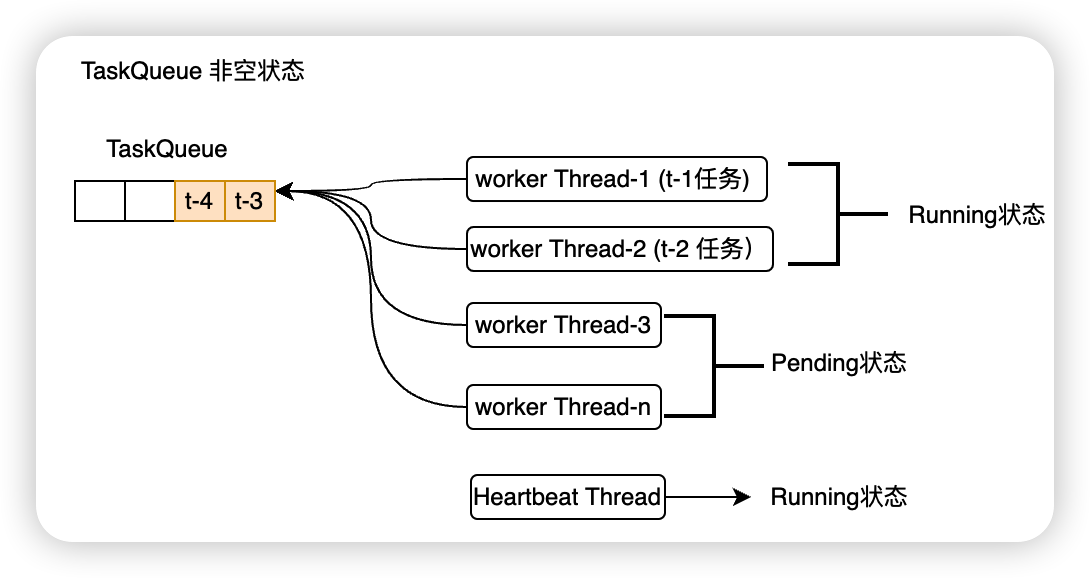 TaskQueue 非空状态
TaskQueue
t-4
t-3
worker Thread-1 (t-1任务)
worker Thread-2 (t-2 任务）
Running状态
worker Thread-3
worker Thread-n
Pending状态
Heartbeat Thread
Running状态